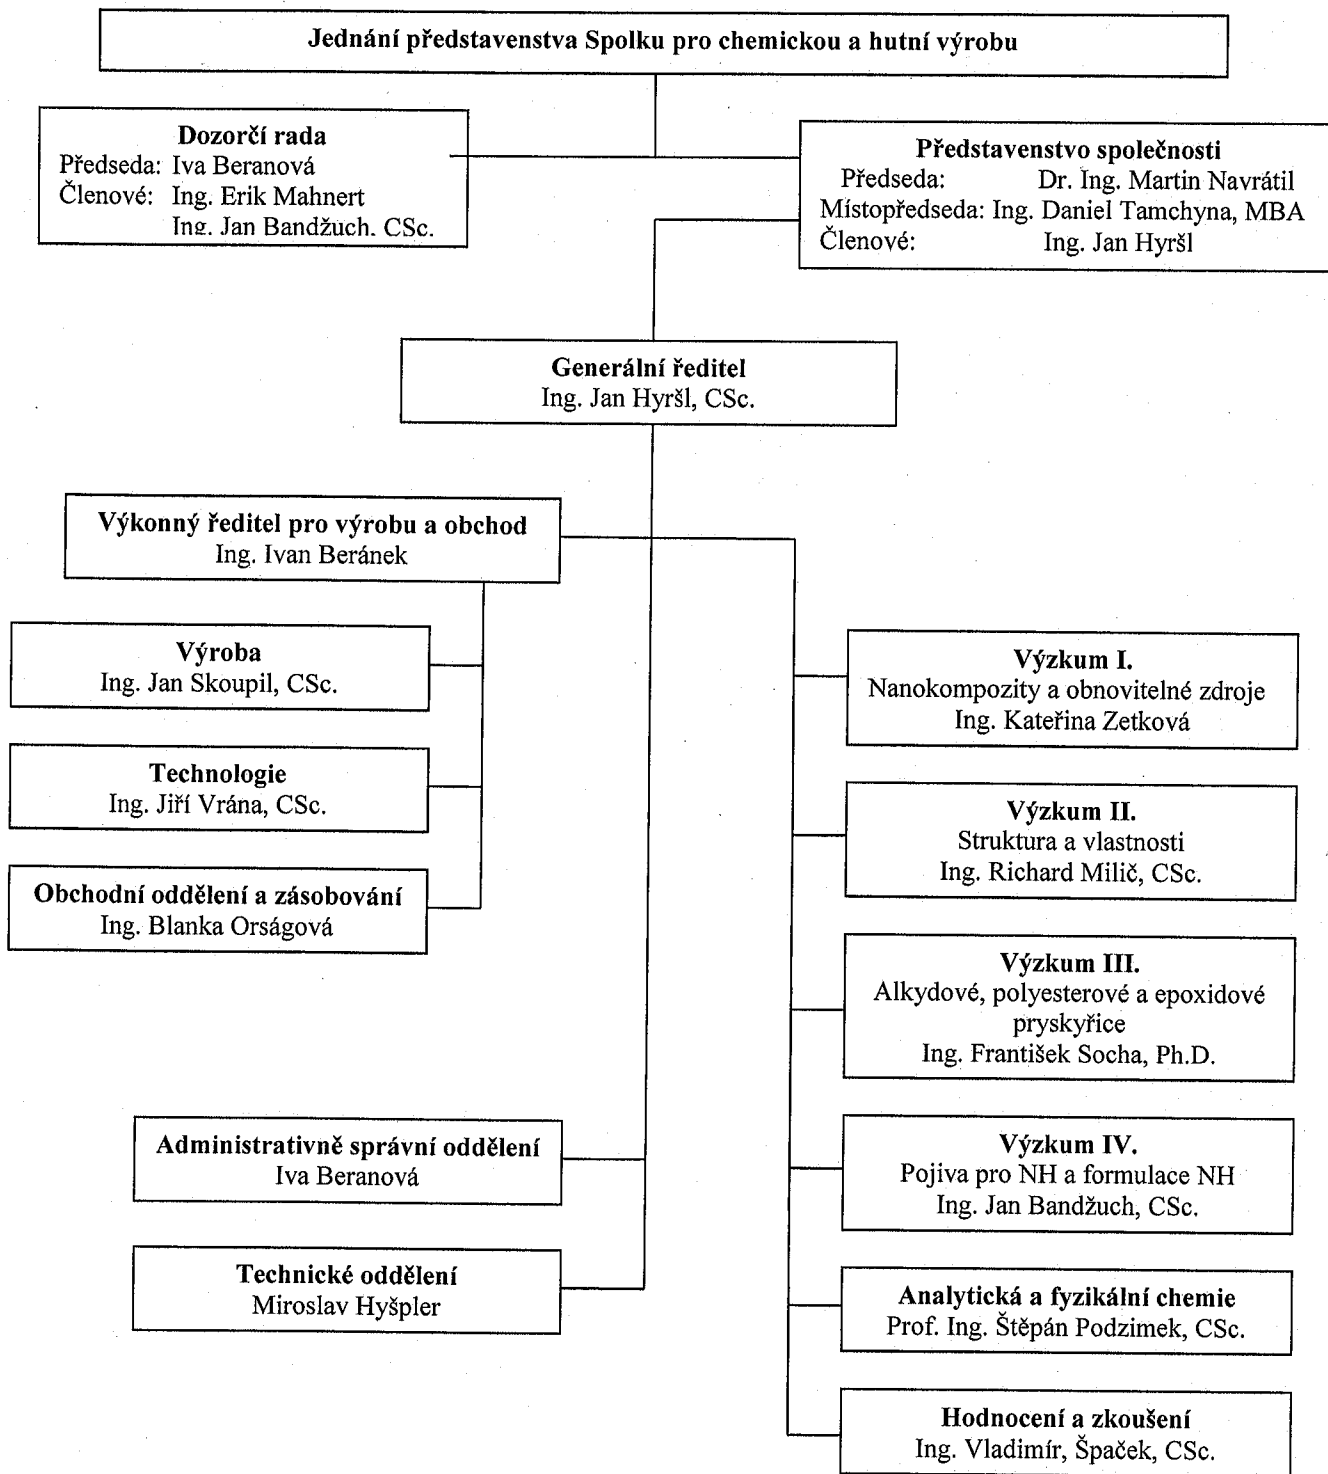 Jednání představenstva Spolku pro chemickou a hutní výrobu
Dozorčí rada
Předseda: Iva Beranová
Členové: Ing. Erik Mahnert
Ing. Jan Bandžuch, CSc.
Představenstvo společnosti
Předseda: Dr. Ing. Martin Navrátil
Místopředseda: Ing. Daniel Tamchyna, MBA
Členové: Ing. Jan Hyršl
Generální ředitel
Ing. Jan Hyršl, CSc.
Výkonný ředitel pro výrobu a obchod
Ing. Ivan Beránek
Výroba
Ing. Jan Skoupil, CSc.
Technologie
Ing. Jiří Vrána, CSc.
Obchodní oddělení a zásobování
Ing. Blanka Orságová
Administrativně správní oddělení
Iva Beranová
Technické oddělení
Miroslav Hyšpler
Výzkum I.
Nanokompozity a obnovitelné zdroje
Ing. Kateřina Zetková
Výzkum II.
Struktura a vlastnosti
Ing. Richard Milič, CSc.
Výzkum III.
Alkydové, polyesterové a epoxidové
pryskyřice
Ing. František Socha, Ph.D.
Výzkum IV.
Pojiva pro NH a formulace NH
Ing. Jan Bandžuch, CSc.
Analytická a fyzikální chemie
Prof. Ing. Štěpán Podzimek, CSc.
Hodnocení a zkoušení
Ing. Vladimír, Špaček, CSc.